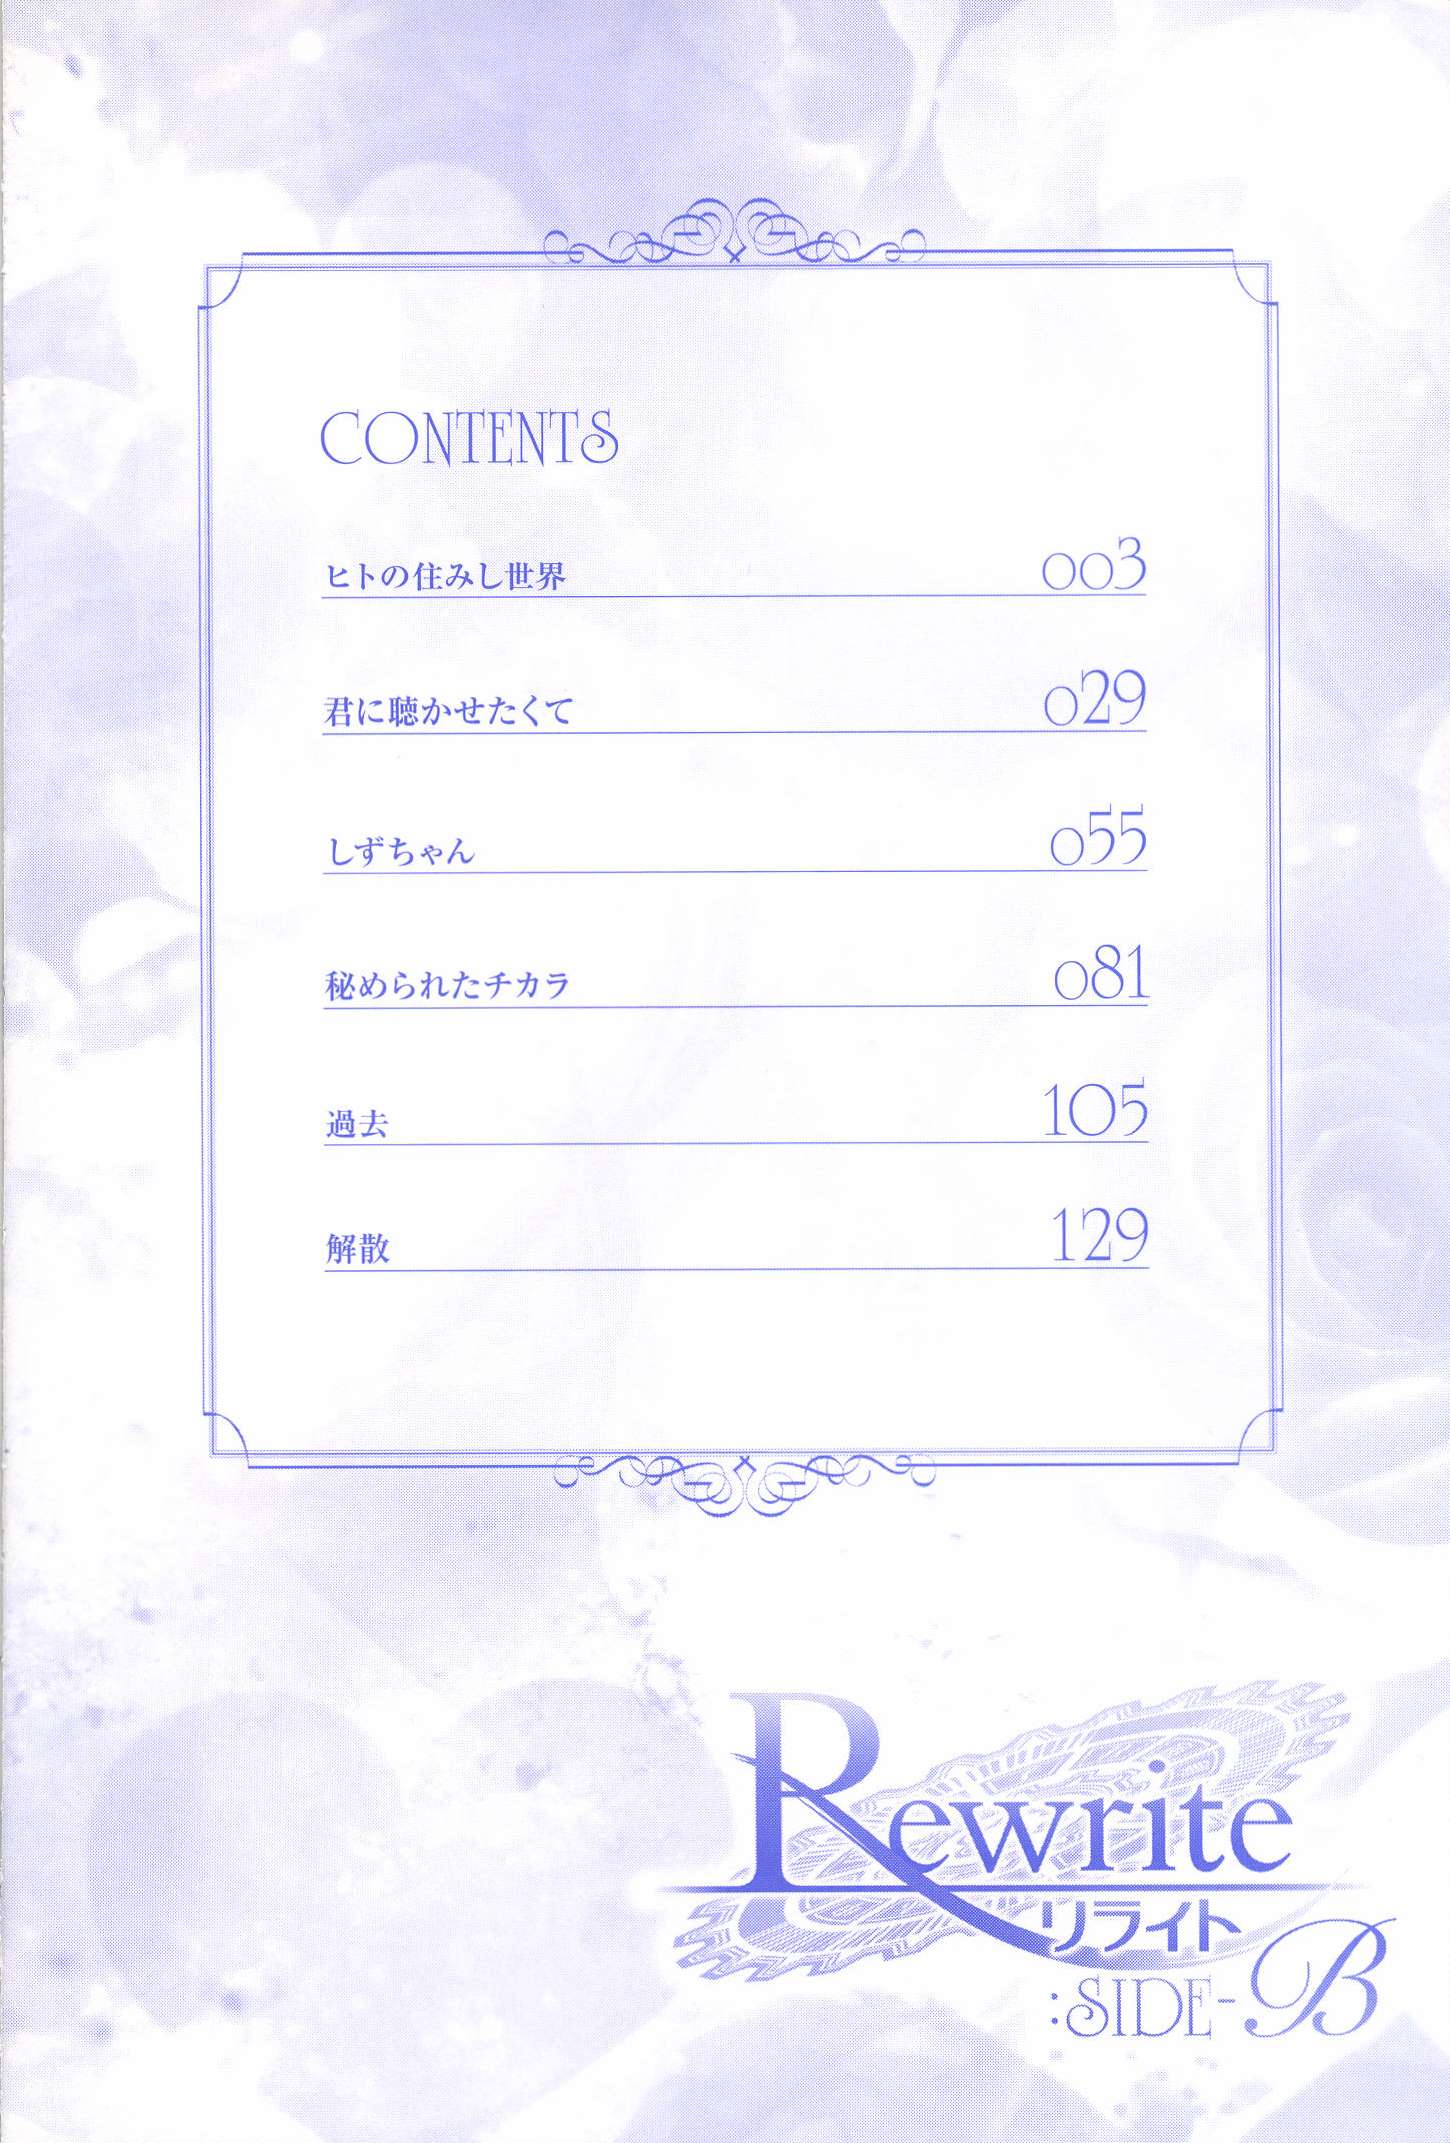 CONTENTS
ヒトの住みし世界 003
君に聴かせたくて 029
しずちゃん 055
秘められたチカラ 081
過去 105
解散 129
Rewrite
リライト
:SIDE-B